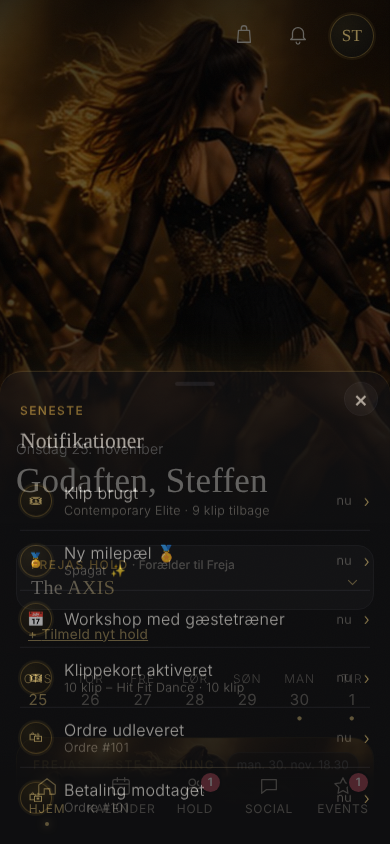 ST
SENESTE
Notifikationer
Onsdag 25. november
Godaften, Steffen
Klip brugt
nu
Contemporary Elite · 9 klip tilbage
Ny milepæl 🏅
nu
FREJAS HOLD · Forælder til Freja
Spagat ✨
The AXIS
Workshop med gæstetræner
nu
+ Tilmeld nyt hold
Klippekort aktiveret
nu
ONS TOR FRE LØR SØN MAN TIR
10 klip – Hit Fit Dance · 10 klip
25 26 27 28 29 30 1
Ordre udleveret
nu
Ordre #101
man. 30. nov. 18.30
Betaling modtaget
nu
1
1
Ordre #101
HJEM KALENDER HOLD SOCIAL EVENTS